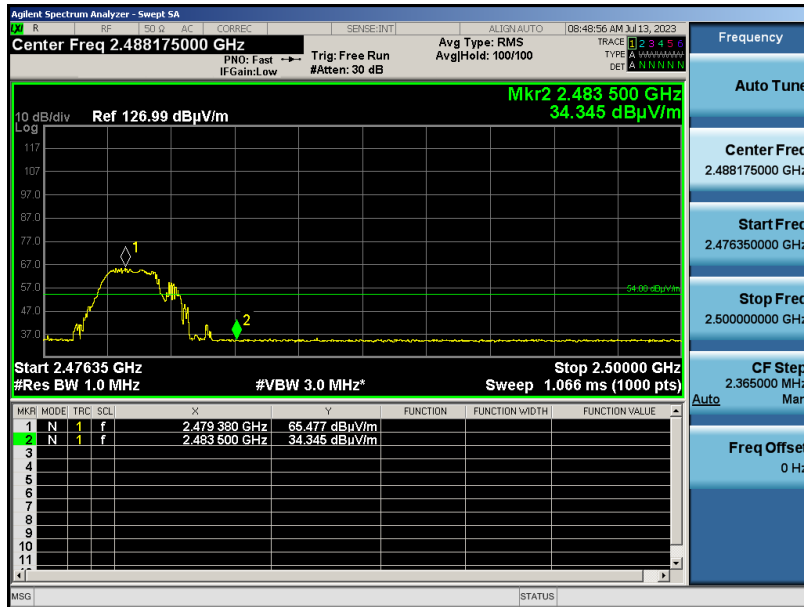 Agilent Spectrum Analyzer - Swept SA
LXI R RF 50 Ω AC CORREC SENSE:INT ALIGN AUTO 08:48:56 AM Jul 13, 2023
Center Freq 2.488175000 GHz
PNO: Fast
IFGain:Low
Trig: Free Run
#Atten: 30 dB
Avg Type: RMS
Avg|Hold: 100/100
TRACE 1 2 3 4 5 6
TYPE A WWWWW
DET A N N N N N
Mkr2 2.483 500 GHz
34.345 dBµV/m
10 dB/div Ref 126.99 dBµV/m
Log
117
107
97.0
87.0
77.0
67.0
57.0
47.0
37.0
1
2
54.00 dBµV/m
Start 2.47635 GHz Stop 2.50000 GHz
#Res BW 1.0 MHz #VBW 3.0 MHz* Sweep 1.066 ms (1000 pts)
MKR MODE TRC SCL X Y FUNCTION FUNCTION WIDTH FUNCTION VALUE
1 N 1 f 2.479 380 GHz 65.477 dBµV/m
2 N 1 f 2.483 500 GHz 34.345 dBµV/m
3
4
5
6
7
8
9
10
11
MSG STATUS
Frequency
Auto Tune
Center Freq
2.488175000 GHz
Start Freq
2.476350000 GHz
Stop Freq
2.500000000 GHz
CF Step
2.365000 MHz
Auto Man
Freq Offset
0 Hz